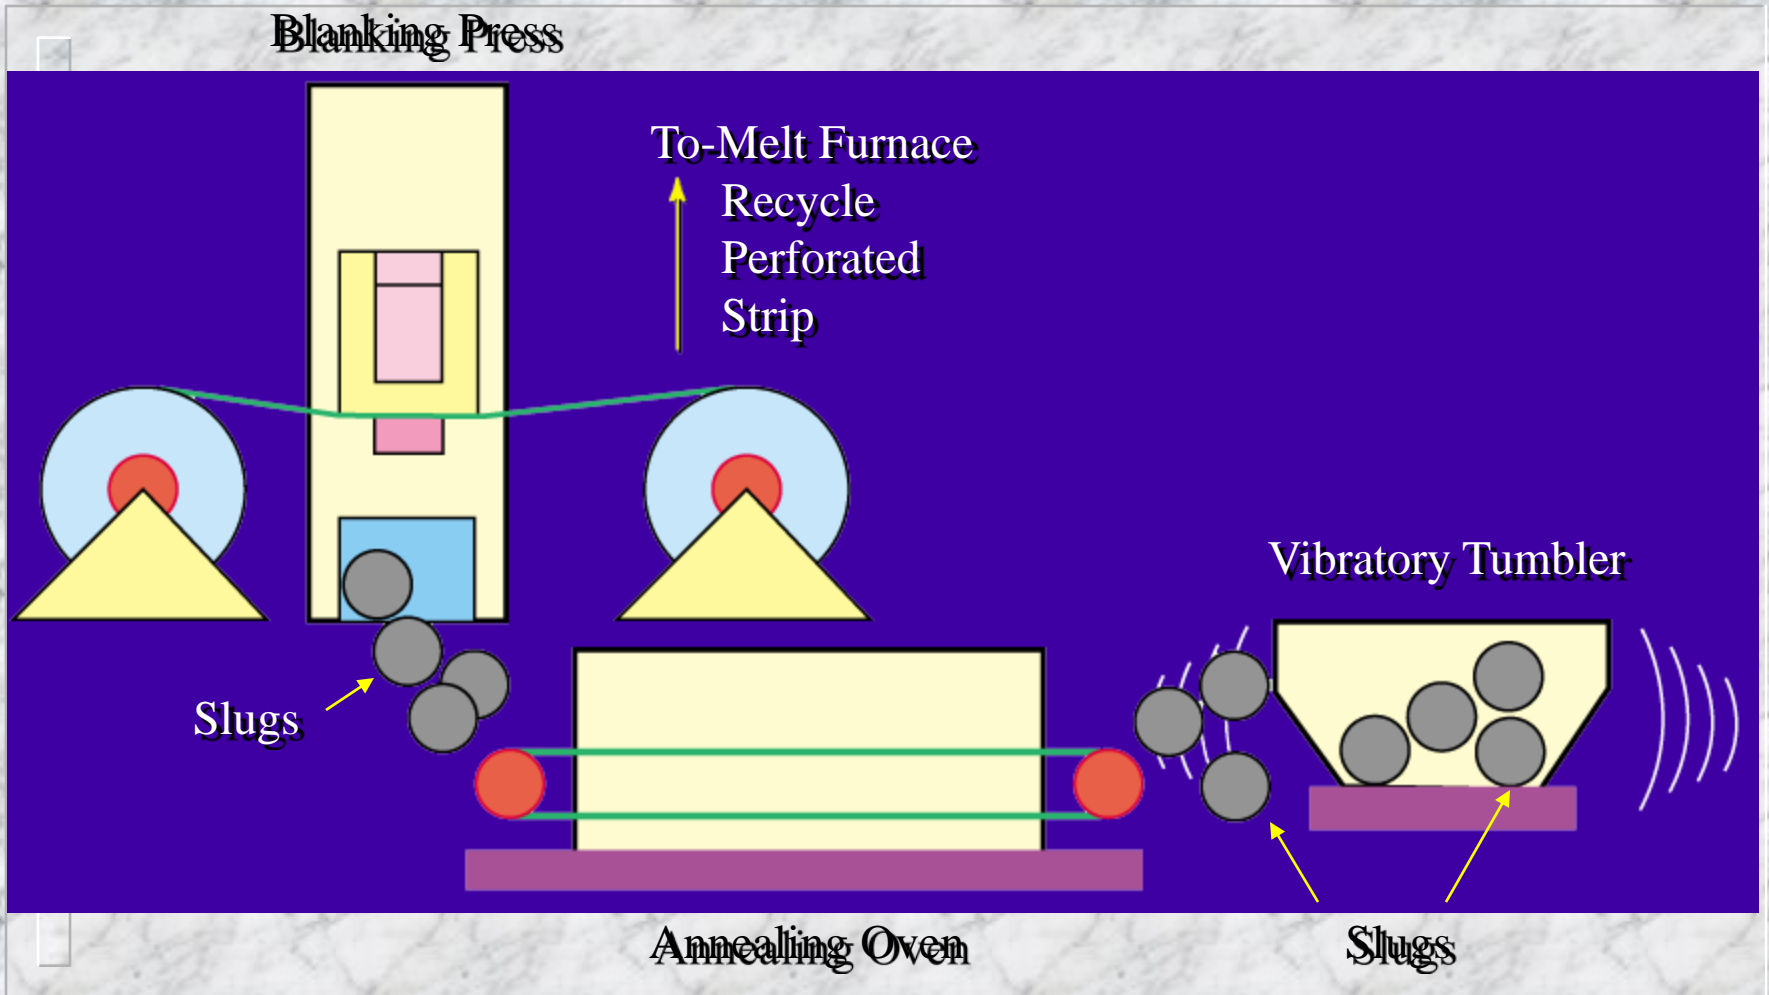 Blanking Press
To-Melt Furnace
Recycle
Perforated
Strip
Vibratory Tumbler
Slugs
Annealing Oven
Slugs